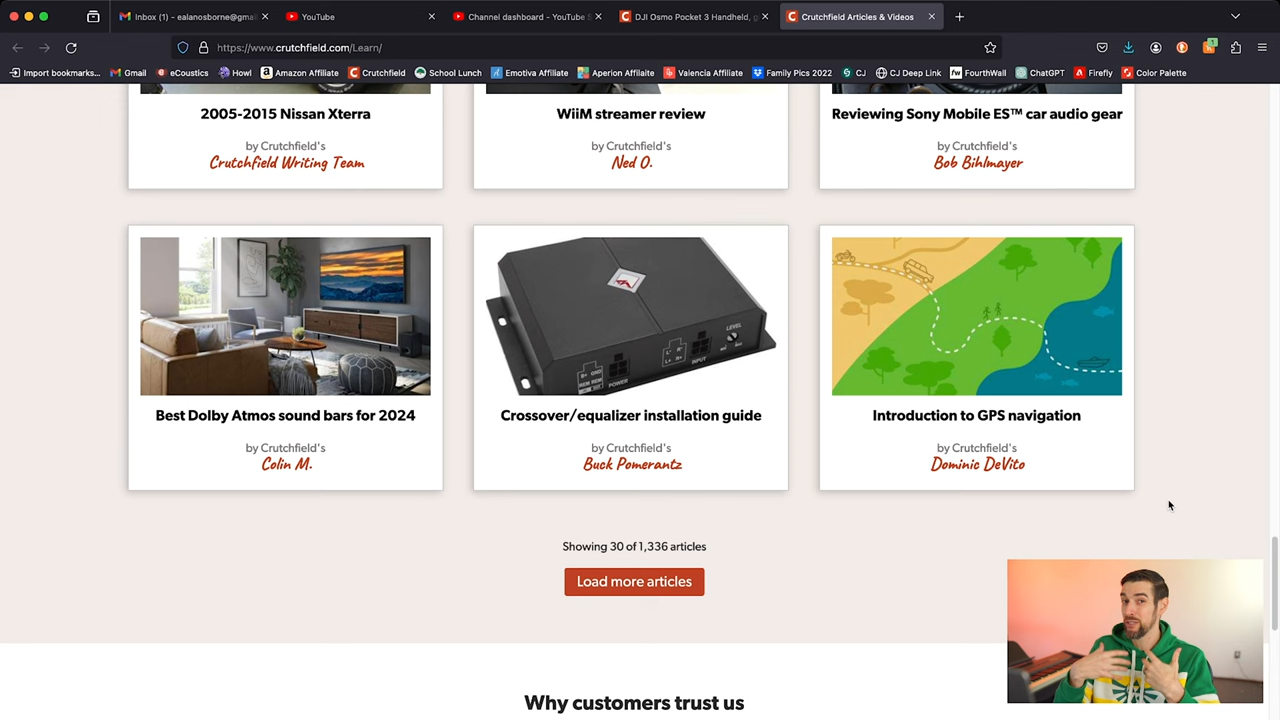 Inbox (1) - ealanosborne@gmai
YouTube
Channel dashboard - YouTube S
DJI Osmo Pocket 3 Handheld, g
Crutchfield Articles & Videos
https://www.crutchfield.com/Learn/
Import bookmarks...
Gmail
eCoustics
Howl
Amazon Affiliate
Crutchfield
School Lunch
Emotiva Affiliate
Aperion Affilaite
Valencia Affiliate
Family Pics 2022
CJ
CJ Deep Link
FourthWall
ChatGPT
Firefly
Color Palette
2005-2015 Nissan Xterra
by Crutchfield's
Crutchfield Writing Team
WiiM streamer review
by Crutchfield's
Ned O.
Reviewing Sony Mobile ES™ car audio gear
by Crutchfield's
Bob Bihlmayer
Best Dolby Atmos sound bars for 2024
by Crutchfield's
Colin M.
POWER
INPUT
LEVEL
Crossover/equalizer installation guide
by Crutchfield's
Buck Pomerantz
Introduction to GPS navigation
by Crutchfield's
Dominic DeVito
Showing 30 of 1,336 articles
Load more articles
Why customers trust us